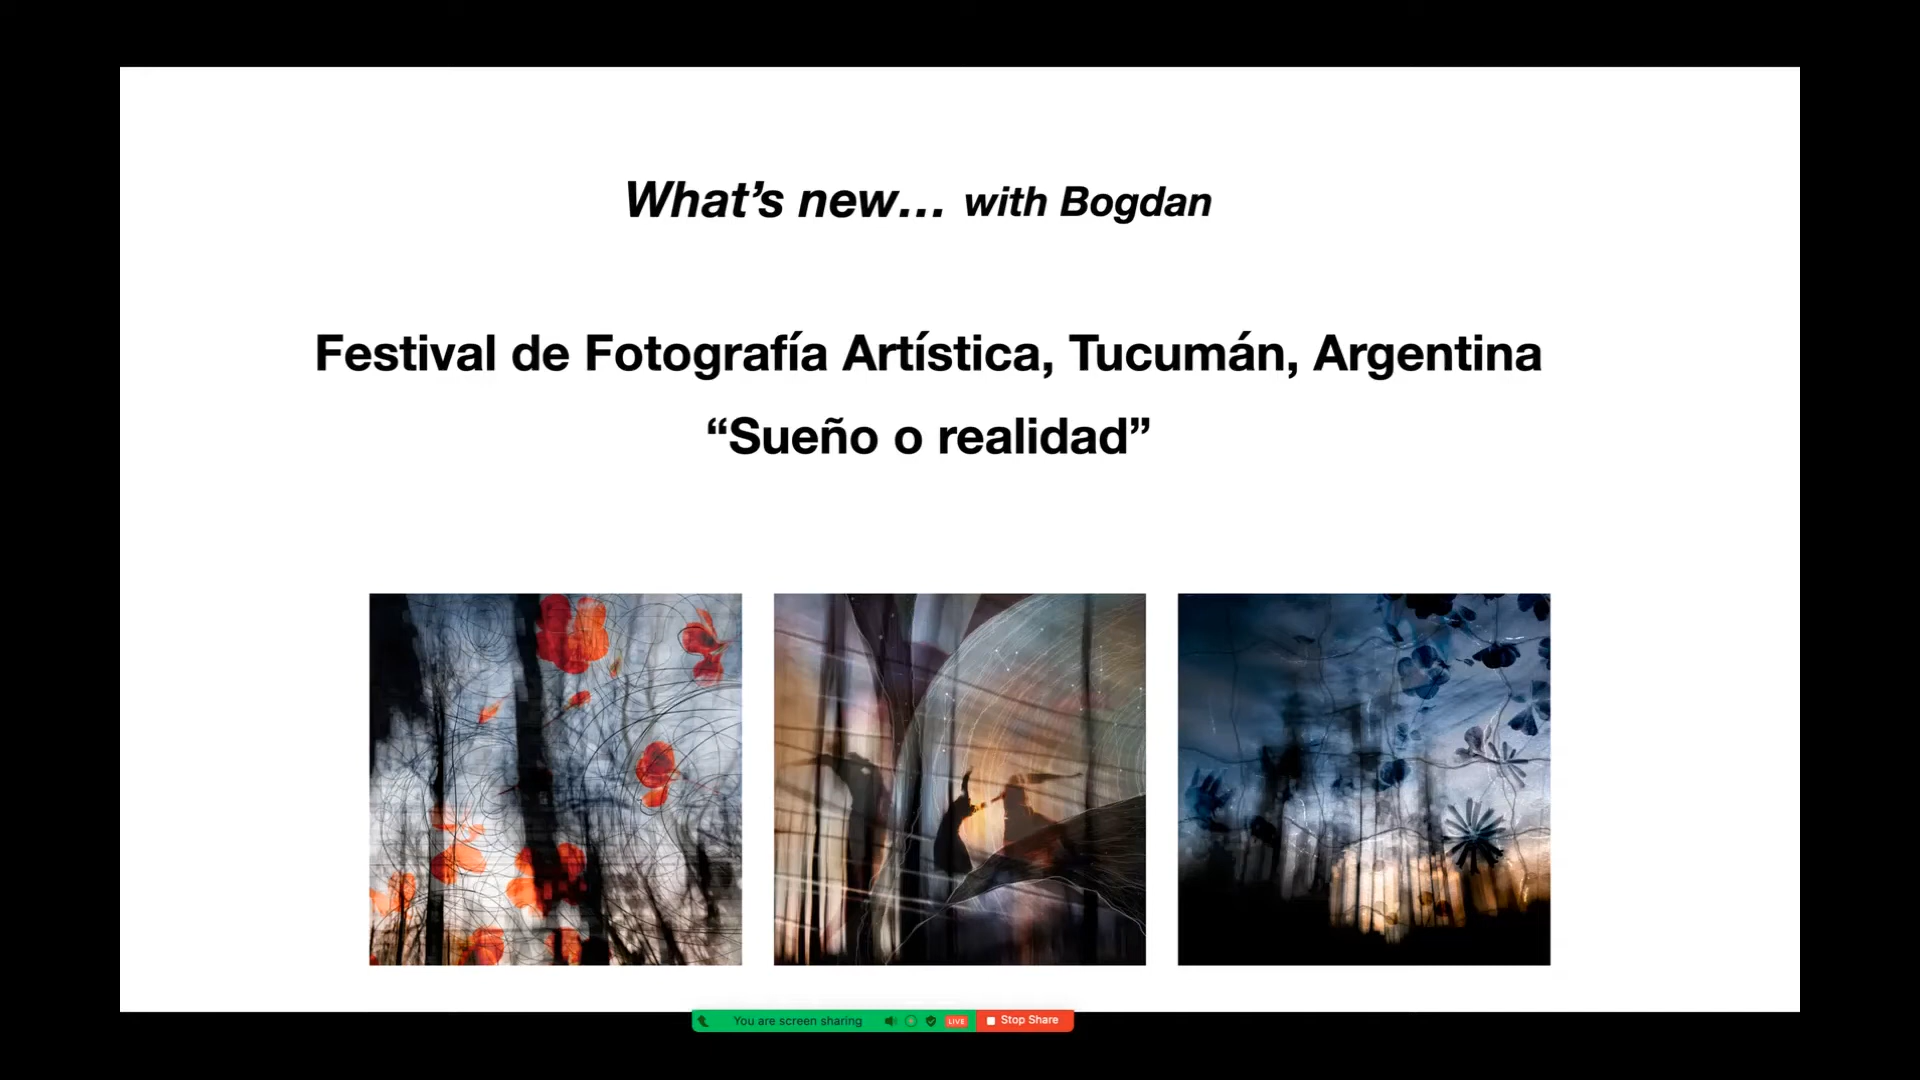 What’s new... with Bogdan
Festival de Fotografía Artística, Tucumán, Argentina
“Sueño o realidad”
You are screen sharing LIVE Stop Share